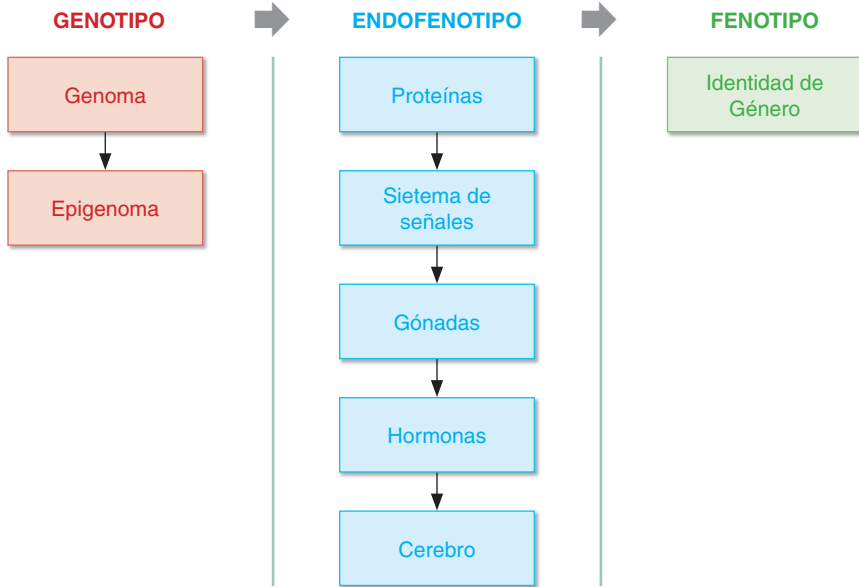 GENOTIPO
ENDOFENOTIPO
FENOTIPO
Genoma
Epigenoma
Proteínas
Sietema de
señales
Gónadas
Hormonas
Cerebro
Identidad de
Género